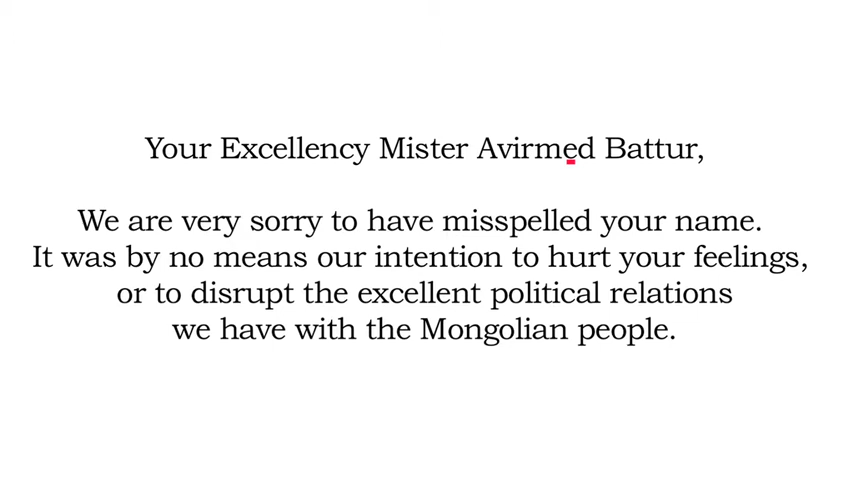 Your Excellency Mister Avirmed Battur,
We are very sorry to have misspelled your name.
It was by no means our intention to hurt your feelings,
or to disrupt the excellent political relations
we have with the Mongolian people.